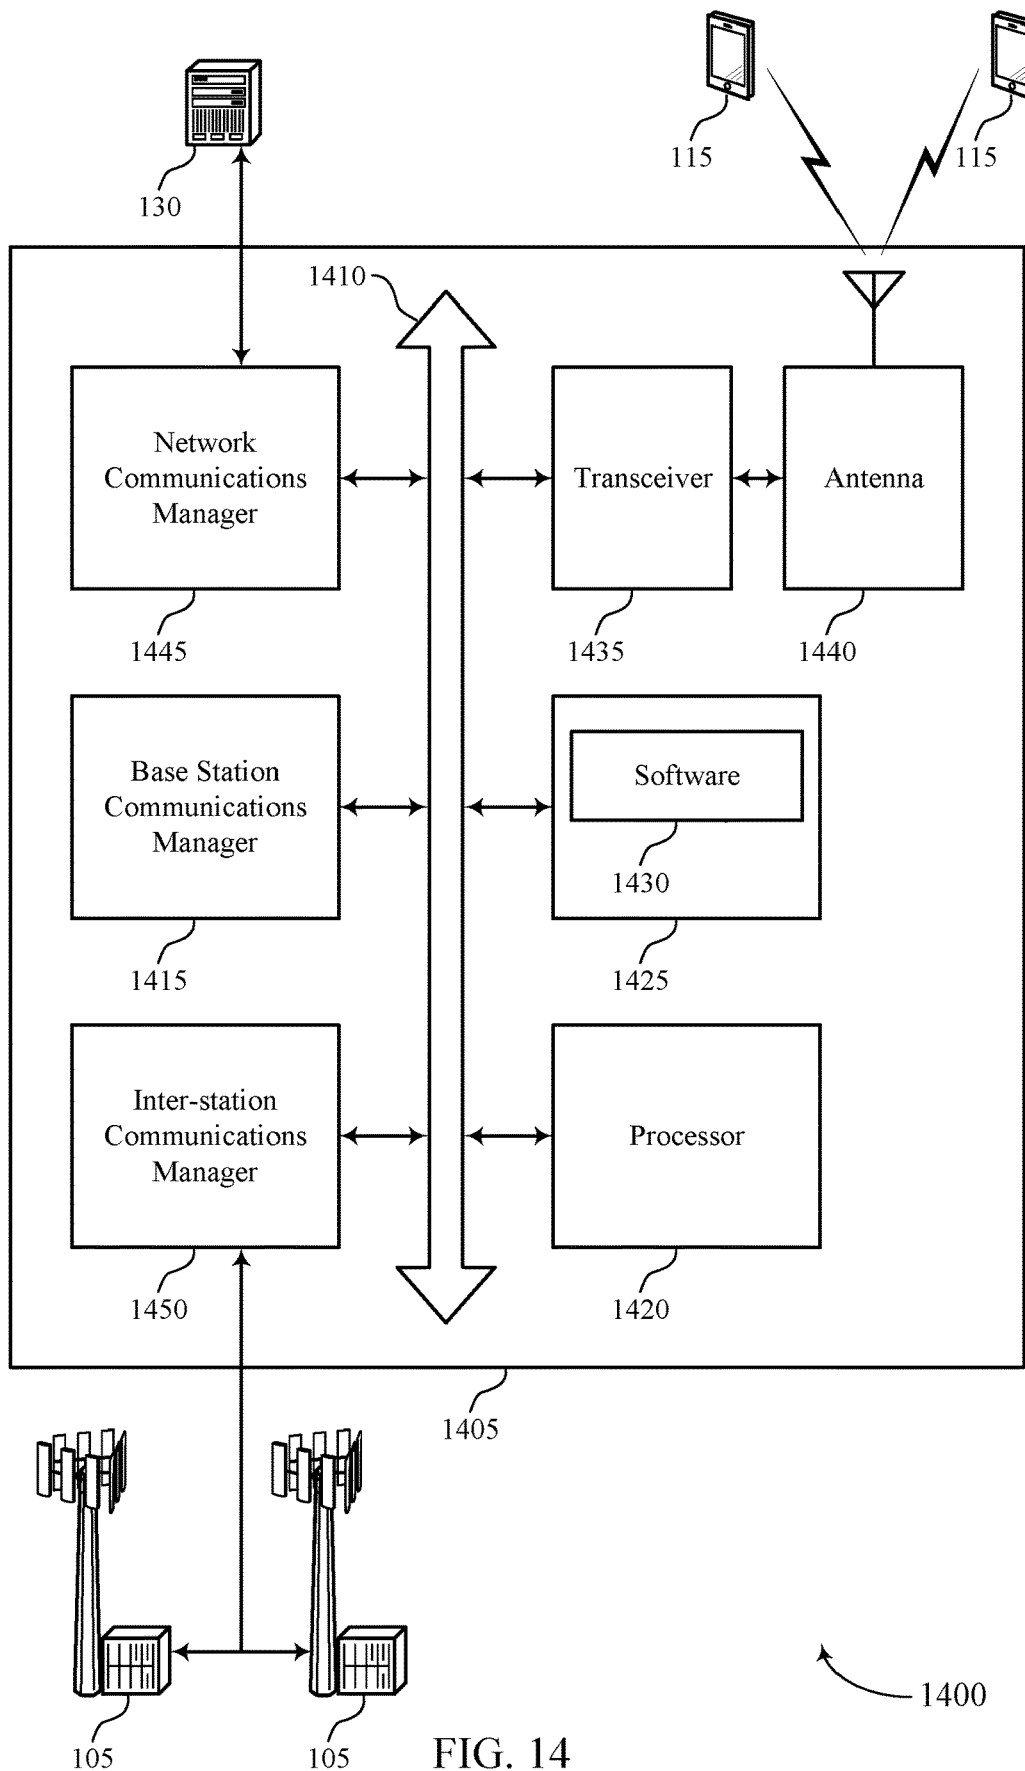 115
115
130
1410
Network
Communications
Manager
Transceiver
Antenna
1445
1435
1440
Base Station
Communications
Manager
Software
1430
1415
1425
Inter-station
Communications
Manager
Processor
1450
1420
1405
1400
105
105
FIG. 14